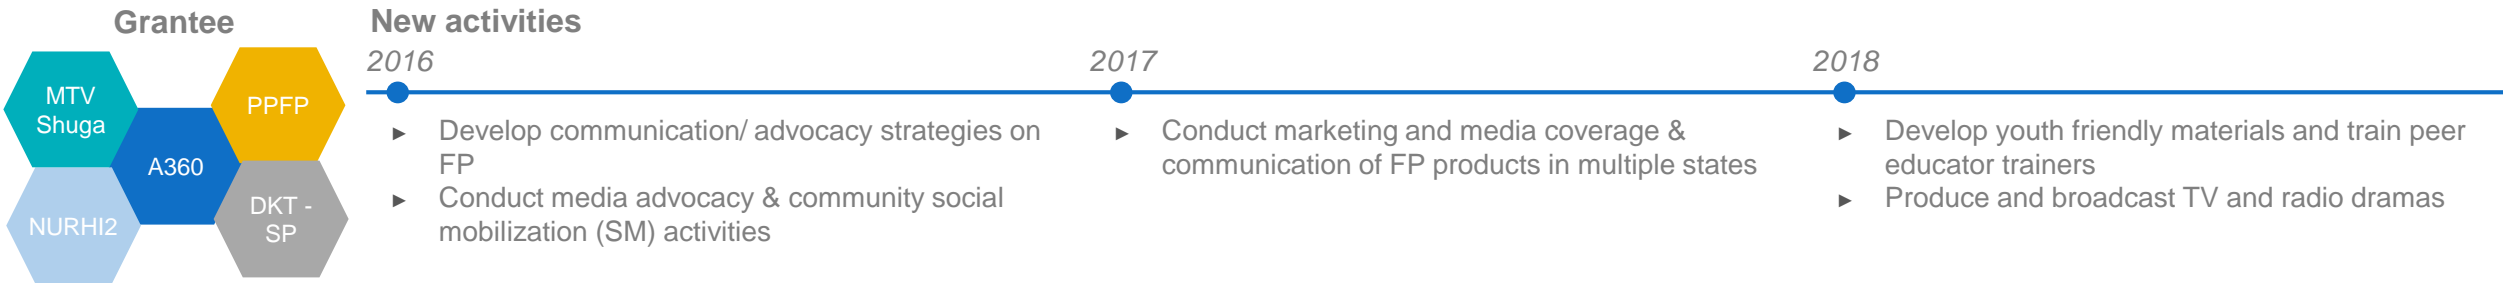 Grantee
MTV
Shuga
PPFP
A360
NURHI2
DKT -
SP
New activities
2016
► Develop communication/ advocacy strategies on
FP
► Conduct media advocacy & community social
mobilization (SM) activities
2017
► Conduct marketing and media coverage &
communication of FP products in multiple states
2018
► Develop youth friendly materials and train peer
educator trainers
► Produce and broadcast TV and radio dramas